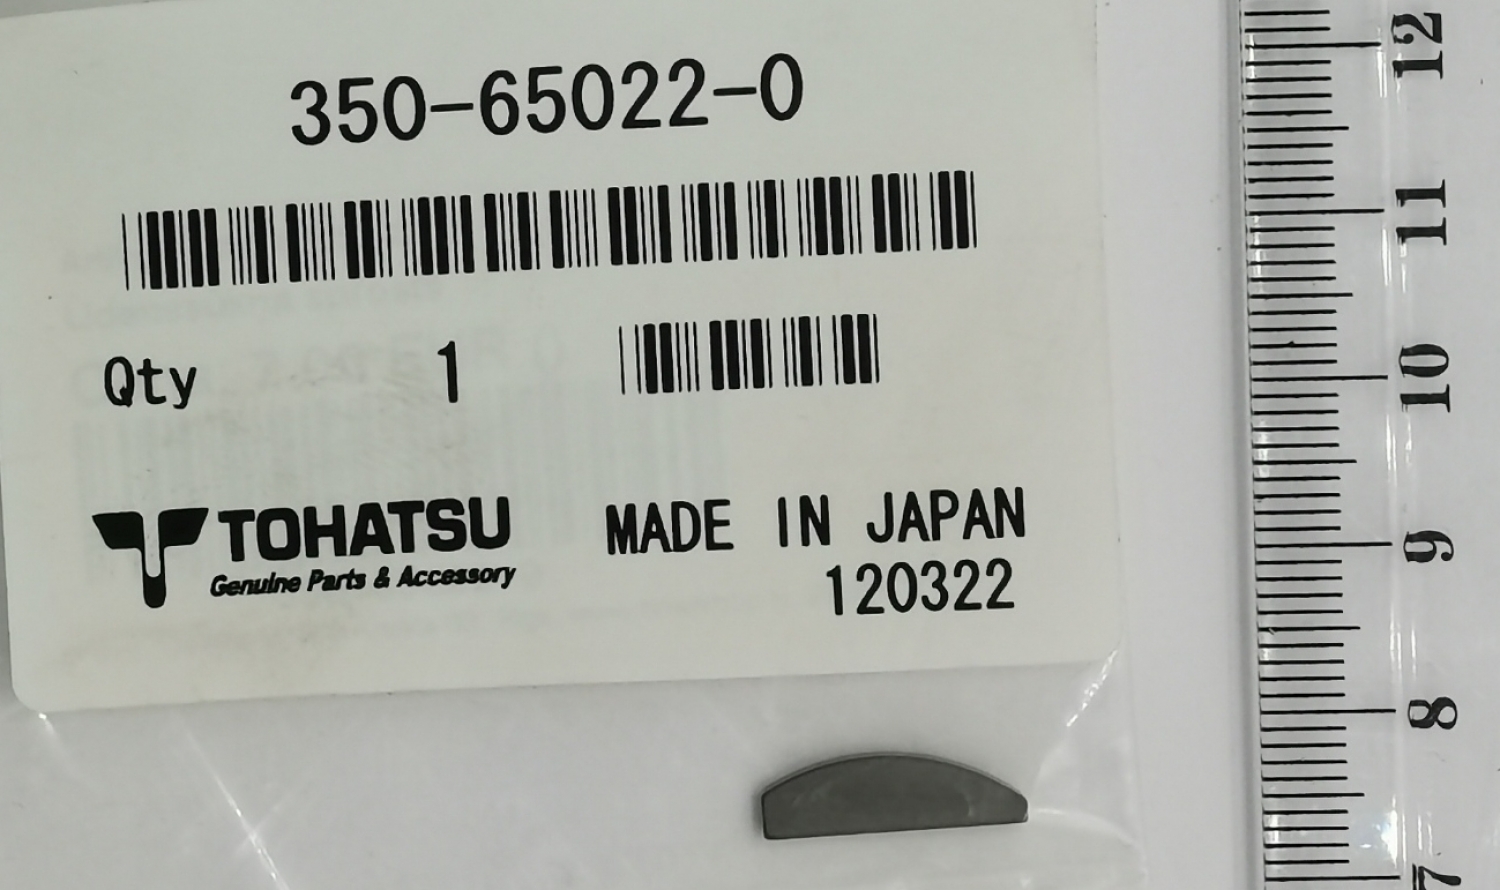 350-65022-0
Qty 1
TOHATSU
Genuine Parts & Accessory
MADE IN JAPAN
120322
12
11
10
9
8
7